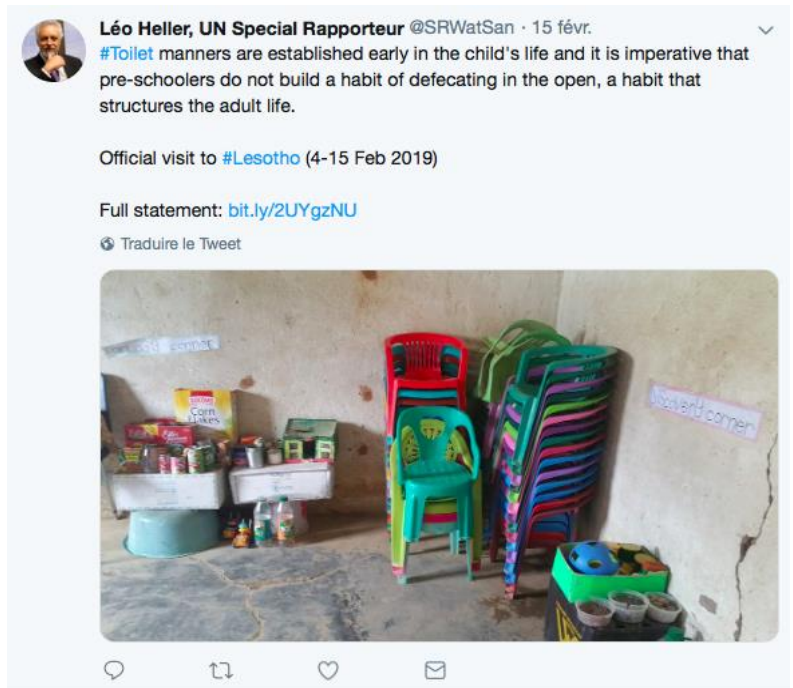 Léo Heller, UN Special Rapporteur @SRWatSan · 15 févr.
#Toilet manners are established early in the child's life and it is imperative that
pre-schoolers do not build a habit of defecating in the open, a habit that
structures the adult life.
Official visit to #Lesotho (4-15 Feb 2019)
Full statement: bit.ly/2UYgzNU
Traduire le Tweet
corner
Corn
Flakes
corner